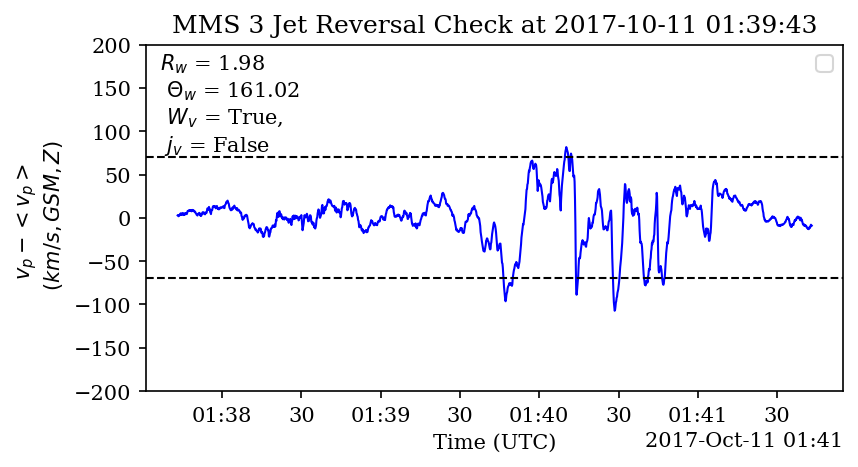 MMS 3 Jet Reversal Check at 2017-10-11 01:39:43
R_w = 1.98
Θ_w = 161.02
W_v = True,
j_v = False
v_p − < v_p >
(km/s, GSM, Z)
200
150
100
50
0
−50
−100
−150
−200
01:38 30 01:39 30 01:40 30 01:41 30
Time (UTC)
2017-Oct-11 01:41